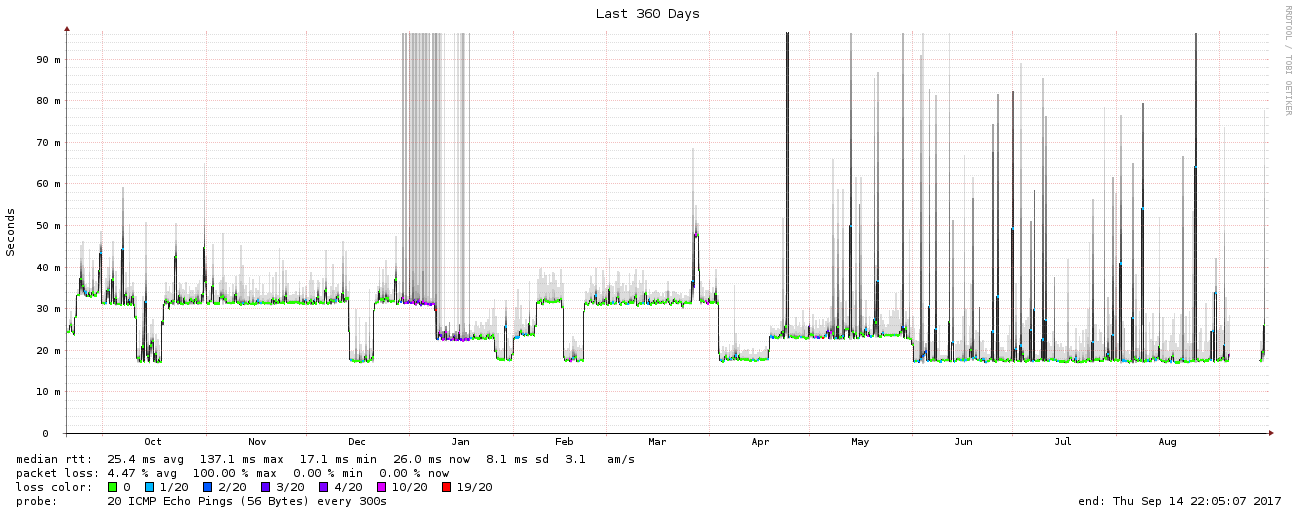 Last 360 Days
RRDTOOL / TOBI OETIKER
Seconds
90 m
80 m
70 m
60 m
50 m
40 m
30 m
20 m
10 m
0
Oct Nov Dec Jan Feb Mar Apr May Jun Jul Aug
median rtt: 25.4 ms avg 137.1 ms max 17.1 ms min 26.0 ms now 8.1 ms sd 3.1 am/s
packet loss: 4.47 % avg 100.00 % max 0.00 % min 0.00 % now
loss color: 0 1/20 2/20 3/20 4/20 10/20 19/20
probe: 20 ICMP Echo Pings (56 Bytes) every 300s end: Thu Sep 14 22:05:07 2017